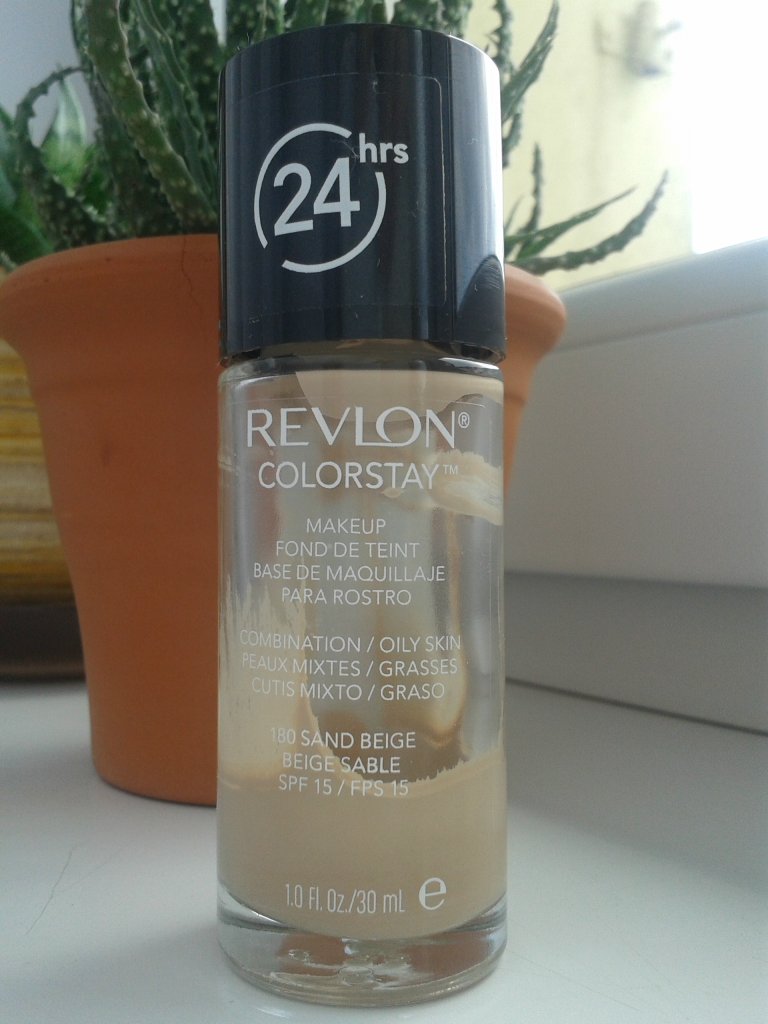 24 hrs
REVLON®
COLORSTAY™
MAKEUP
FOND DE TEINT
BASE DE MAQUILLAJE
PARA ROSTRO
COMBINATION / OILY SKIN
PEAUX MIXTES / GRASSES
CUTIS MIXTO / GRASO
180 SAND BEIGE
BEIGE SABLE
SPF 15 / FPS 15
1.0 Fl. Oz./30 mL e